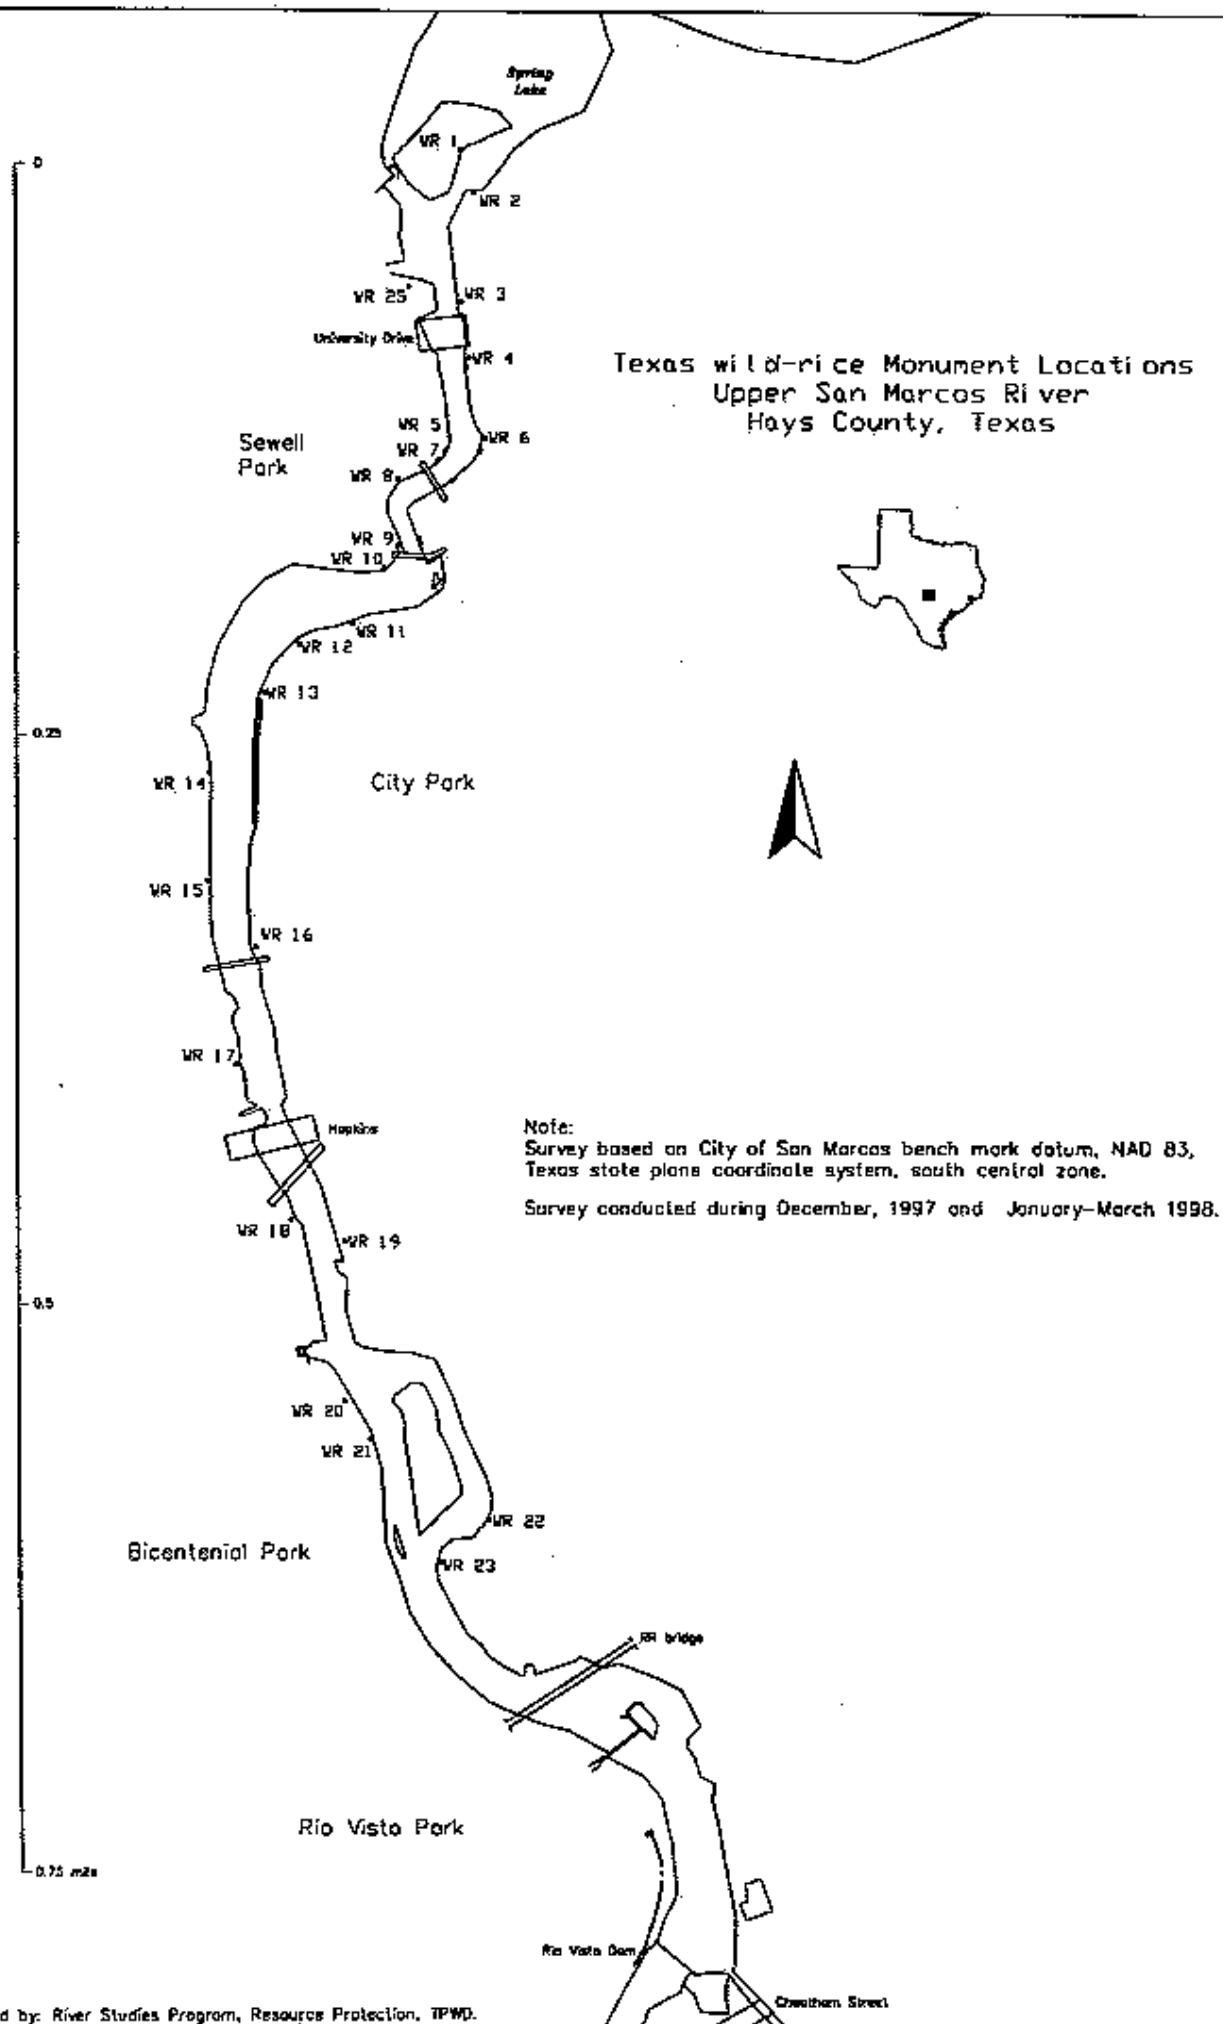 Spring
Lake
WR 1
0
WR 2
WR 25
WR 3
University Drive
WR 4
Texas wild-rice Monument Locations
Upper San Marcos River
Hays County, Texas
WR 5
WR 6
Sewell
Park
WR 7
WR 8
WR 9
WR 10
WR 11
WR 12
WR 13
0.25
WR 14
City Park
WR 15
WR 16
WR 17
Hopkins
Note:
Survey based on City of San Marcos bench mark datum, NAD 83,
Texas state plane coordinate system, south central zone.
Survey conducted during December, 1997 and January-March 1998.
WR 18
WR 19
0.5
WR 20
WR 21
WR 22
Bicentenial Park
WR 23
RR bridge
Rio Vista Park
0.75
Rio Vista Dam
Cheatham Street
d by: River Studies Program, Resource Protection, TPWD.